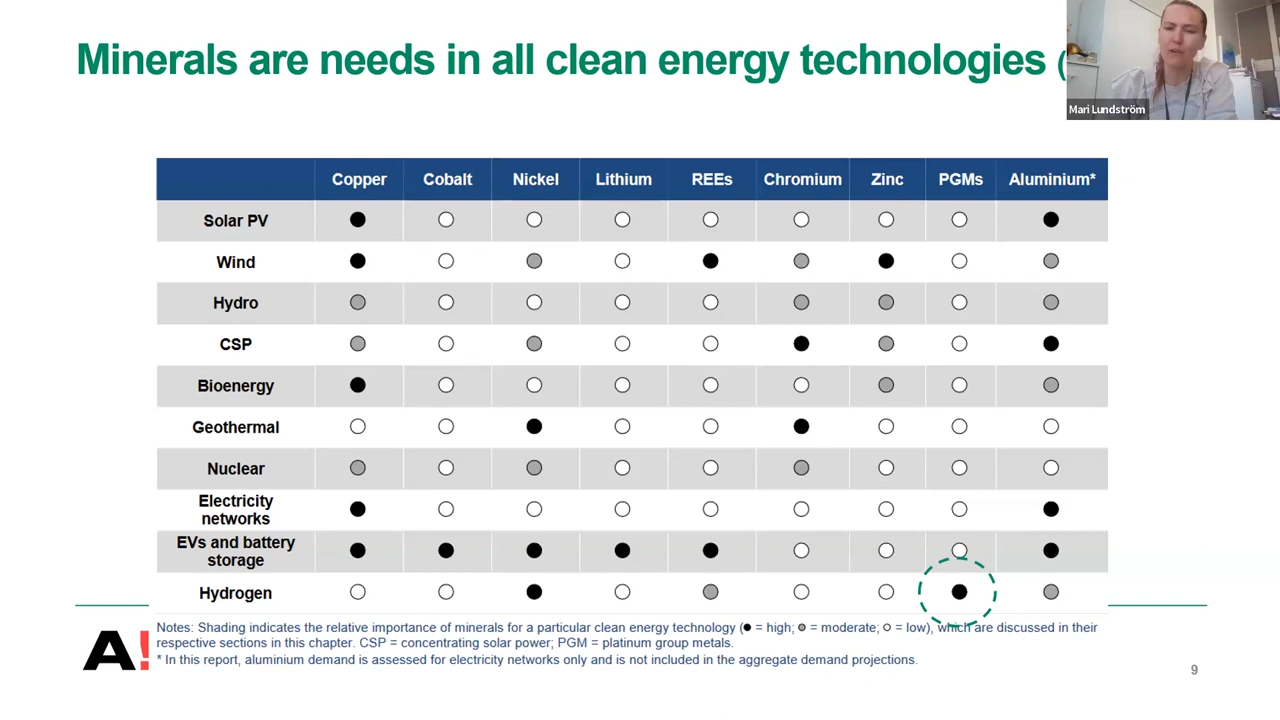 Minerals are needs in all clean energy technologies (
Mari Lundström
Copper Cobalt Nickel Lithium REEs Chromium Zinc PGMs Aluminium*
Solar PV
Wind
Hydro
CSP
Bioenergy
Geothermal
Nuclear
Electricity
networks
EVs and battery
storage
Hydrogen
Notes: Shading indicates the relative importance of minerals for a particular clean energy technology (● = high; ● = moderate; ○ = low), which are discussed in their
respective sections in this chapter. CSP = concentrating solar power; PGM = platinum group metals.
* In this report, aluminium demand is assessed for electricity networks only and is not included in the aggregate demand projections.
A!
9